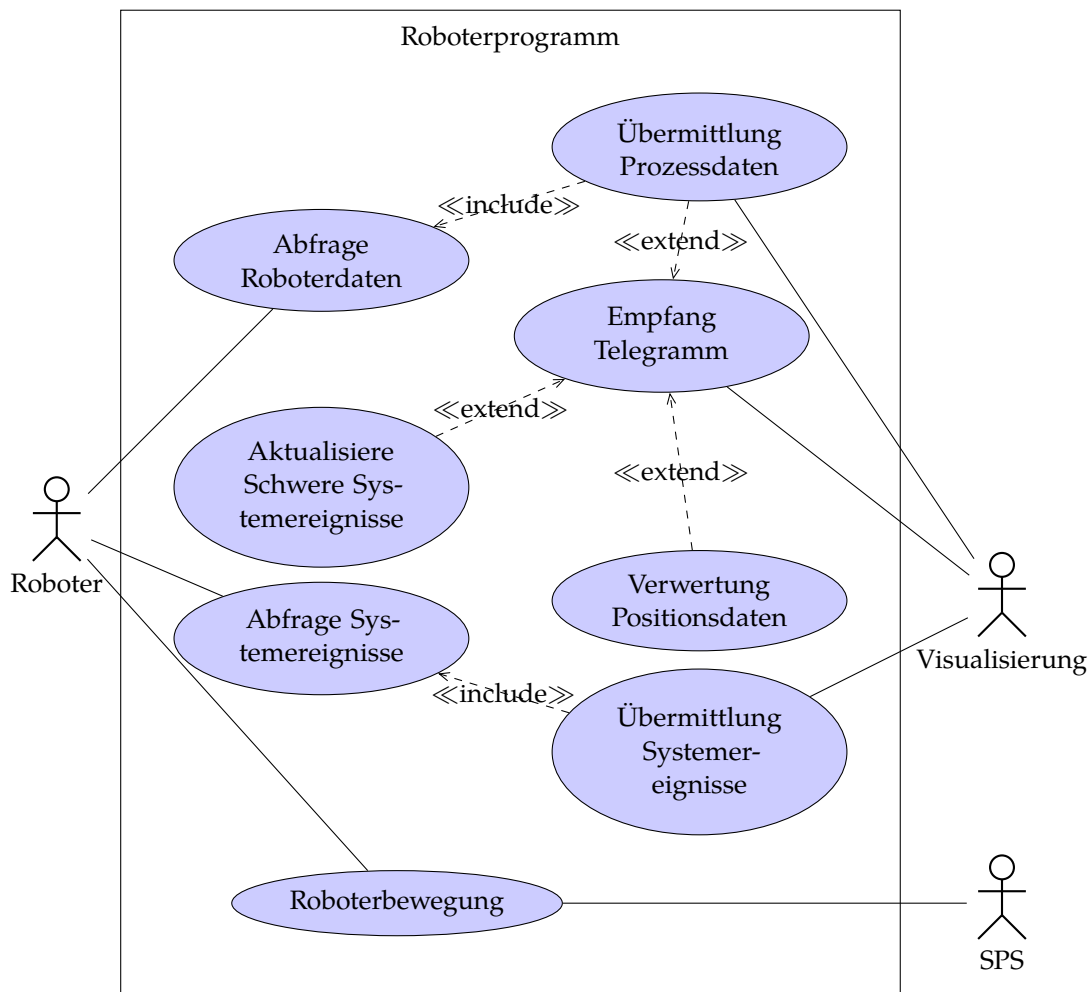 Roboterprogramm
Übermittlung
Prozessdaten
≪include≫
Abfrage
Roboterdaten
≪extend≫
Empfang
Telegramm
≪extend≫
Aktualisiere
Schwere Sys-
temereignisse
≪extend≫
Roboter
Verwertung
Positionsdaten
Abfrage Sys-
temereignisse
Visualisierung
≪include≫
Übermittlung
Systemer-
eignisse
Roboterbewegung
SPS